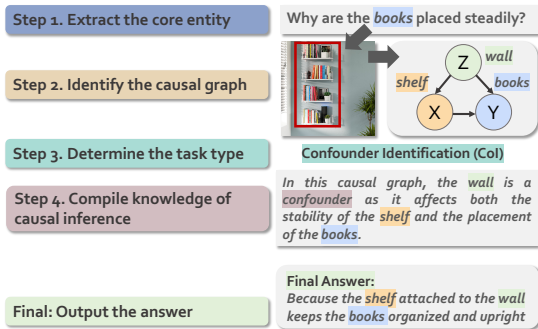 Step 1. Extract the core entity
Why are the books placed steadily?
Step 2. Identify the causal graph
Z
wall
shelf
books
X
Y
Step 3. Determine the task type
Confounder Identification (CoI)
Step 4. Compile knowledge of
causal inference
In this causal graph, the wall is a
confounder as it affects both the
stability of the shelf and the placement
of the books.
Final: Output the answer
Final Answer:
Because the shelf attached to the wall
keeps the books organized and upright